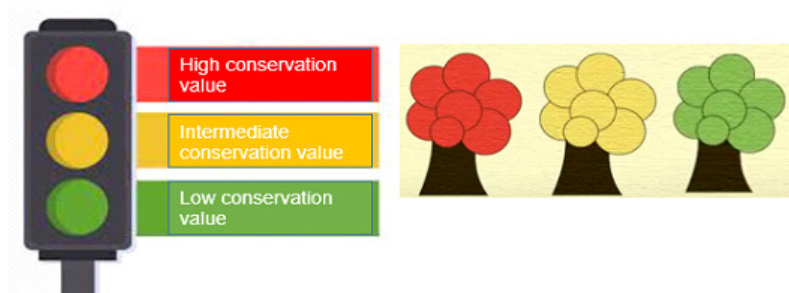 High conservation
value
Intermediate
conservation value
Low conservation
value